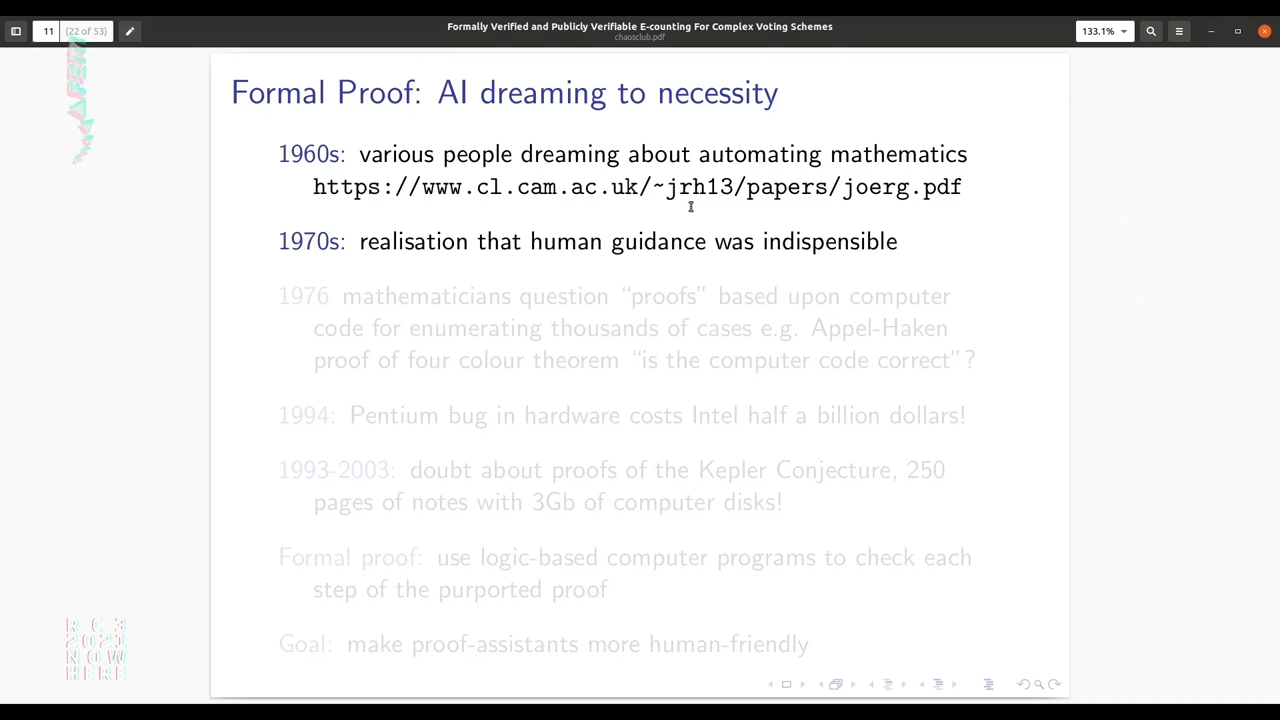 Formally Verified and Publicly Verifiable E-counting For Complex Voting Schemes
chaosclub.pdf
11 (22 of 53)
133.1%
Formal Proof: AI dreaming to necessity
1960s: various people dreaming about automating mathematics
https://www.cl.cam.ac.uk/~jrh13/papers/joerg.pdf
1970s: realisation that human guidance was indispensible
1976 mathematicians question “proofs” based upon computer
code for enumerating thousands of cases e.g. Appel-Haken
proof of four colour theorem “is the computer code correct”?
1994: Pentium bug in hardware costs Intel half a billion dollars!
1993-2003: doubt about proofs of the Kepler Conjecture, 250
pages of notes with 3Gb of computer disks!
Formal proof: use logic-based computer programs to check each
step of the purported proof
Goal: make proof-assistants more human-friendly
R C 3
2021
NOW
HERE